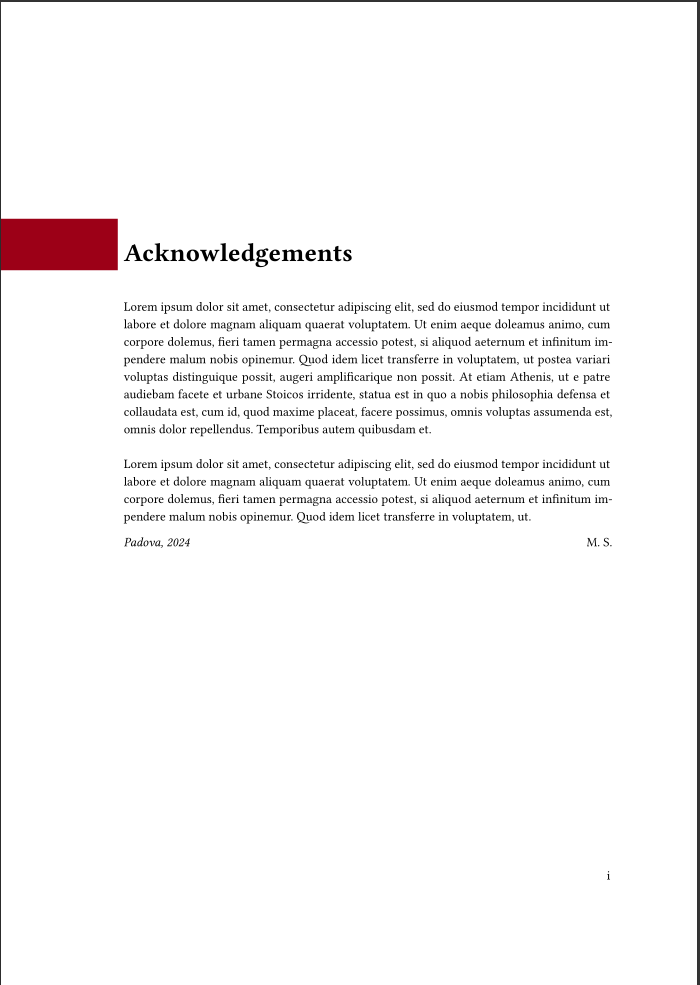 Acknowledgements
Lorem ipsum dolor sit amet, consectetur adipiscing elit, sed do eiusmod tempor incididunt ut
labore et dolore magnam aliquam quaerat voluptatem. Ut enim aeque doleamus animo, cum
corpore dolemus, fieri tamen permagna accessio potest, si aliquod aeternum et infinitum im-
pendere malum nobis opinemur. Quod idem licet transferre in voluptatem, ut postea variari
voluptas distinguique possit, augeri amplificarique non possit. At etiam Athenis, ut e patre
audiebam facete et urbane Stoicos irridente, statua est in quo a nobis philosophia defensa et
collaudata est, cum id, quod maxime placeat, facere possimus, omnis voluptas assumenda est,
omnis dolor repellendus. Temporibus autem quibusdam et.
Lorem ipsum dolor sit amet, consectetur adipiscing elit, sed do eiusmod tempor incididunt ut
labore et dolore magnam aliquam quaerat voluptatem. Ut enim aeque doleamus animo, cum
corpore dolemus, fieri tamen permagna accessio potest, si aliquod aeternum et infinitum im-
pendere malum nobis opinemur. Quod idem licet transferre in voluptatem, ut.
Padova, 2024 M. S.
i